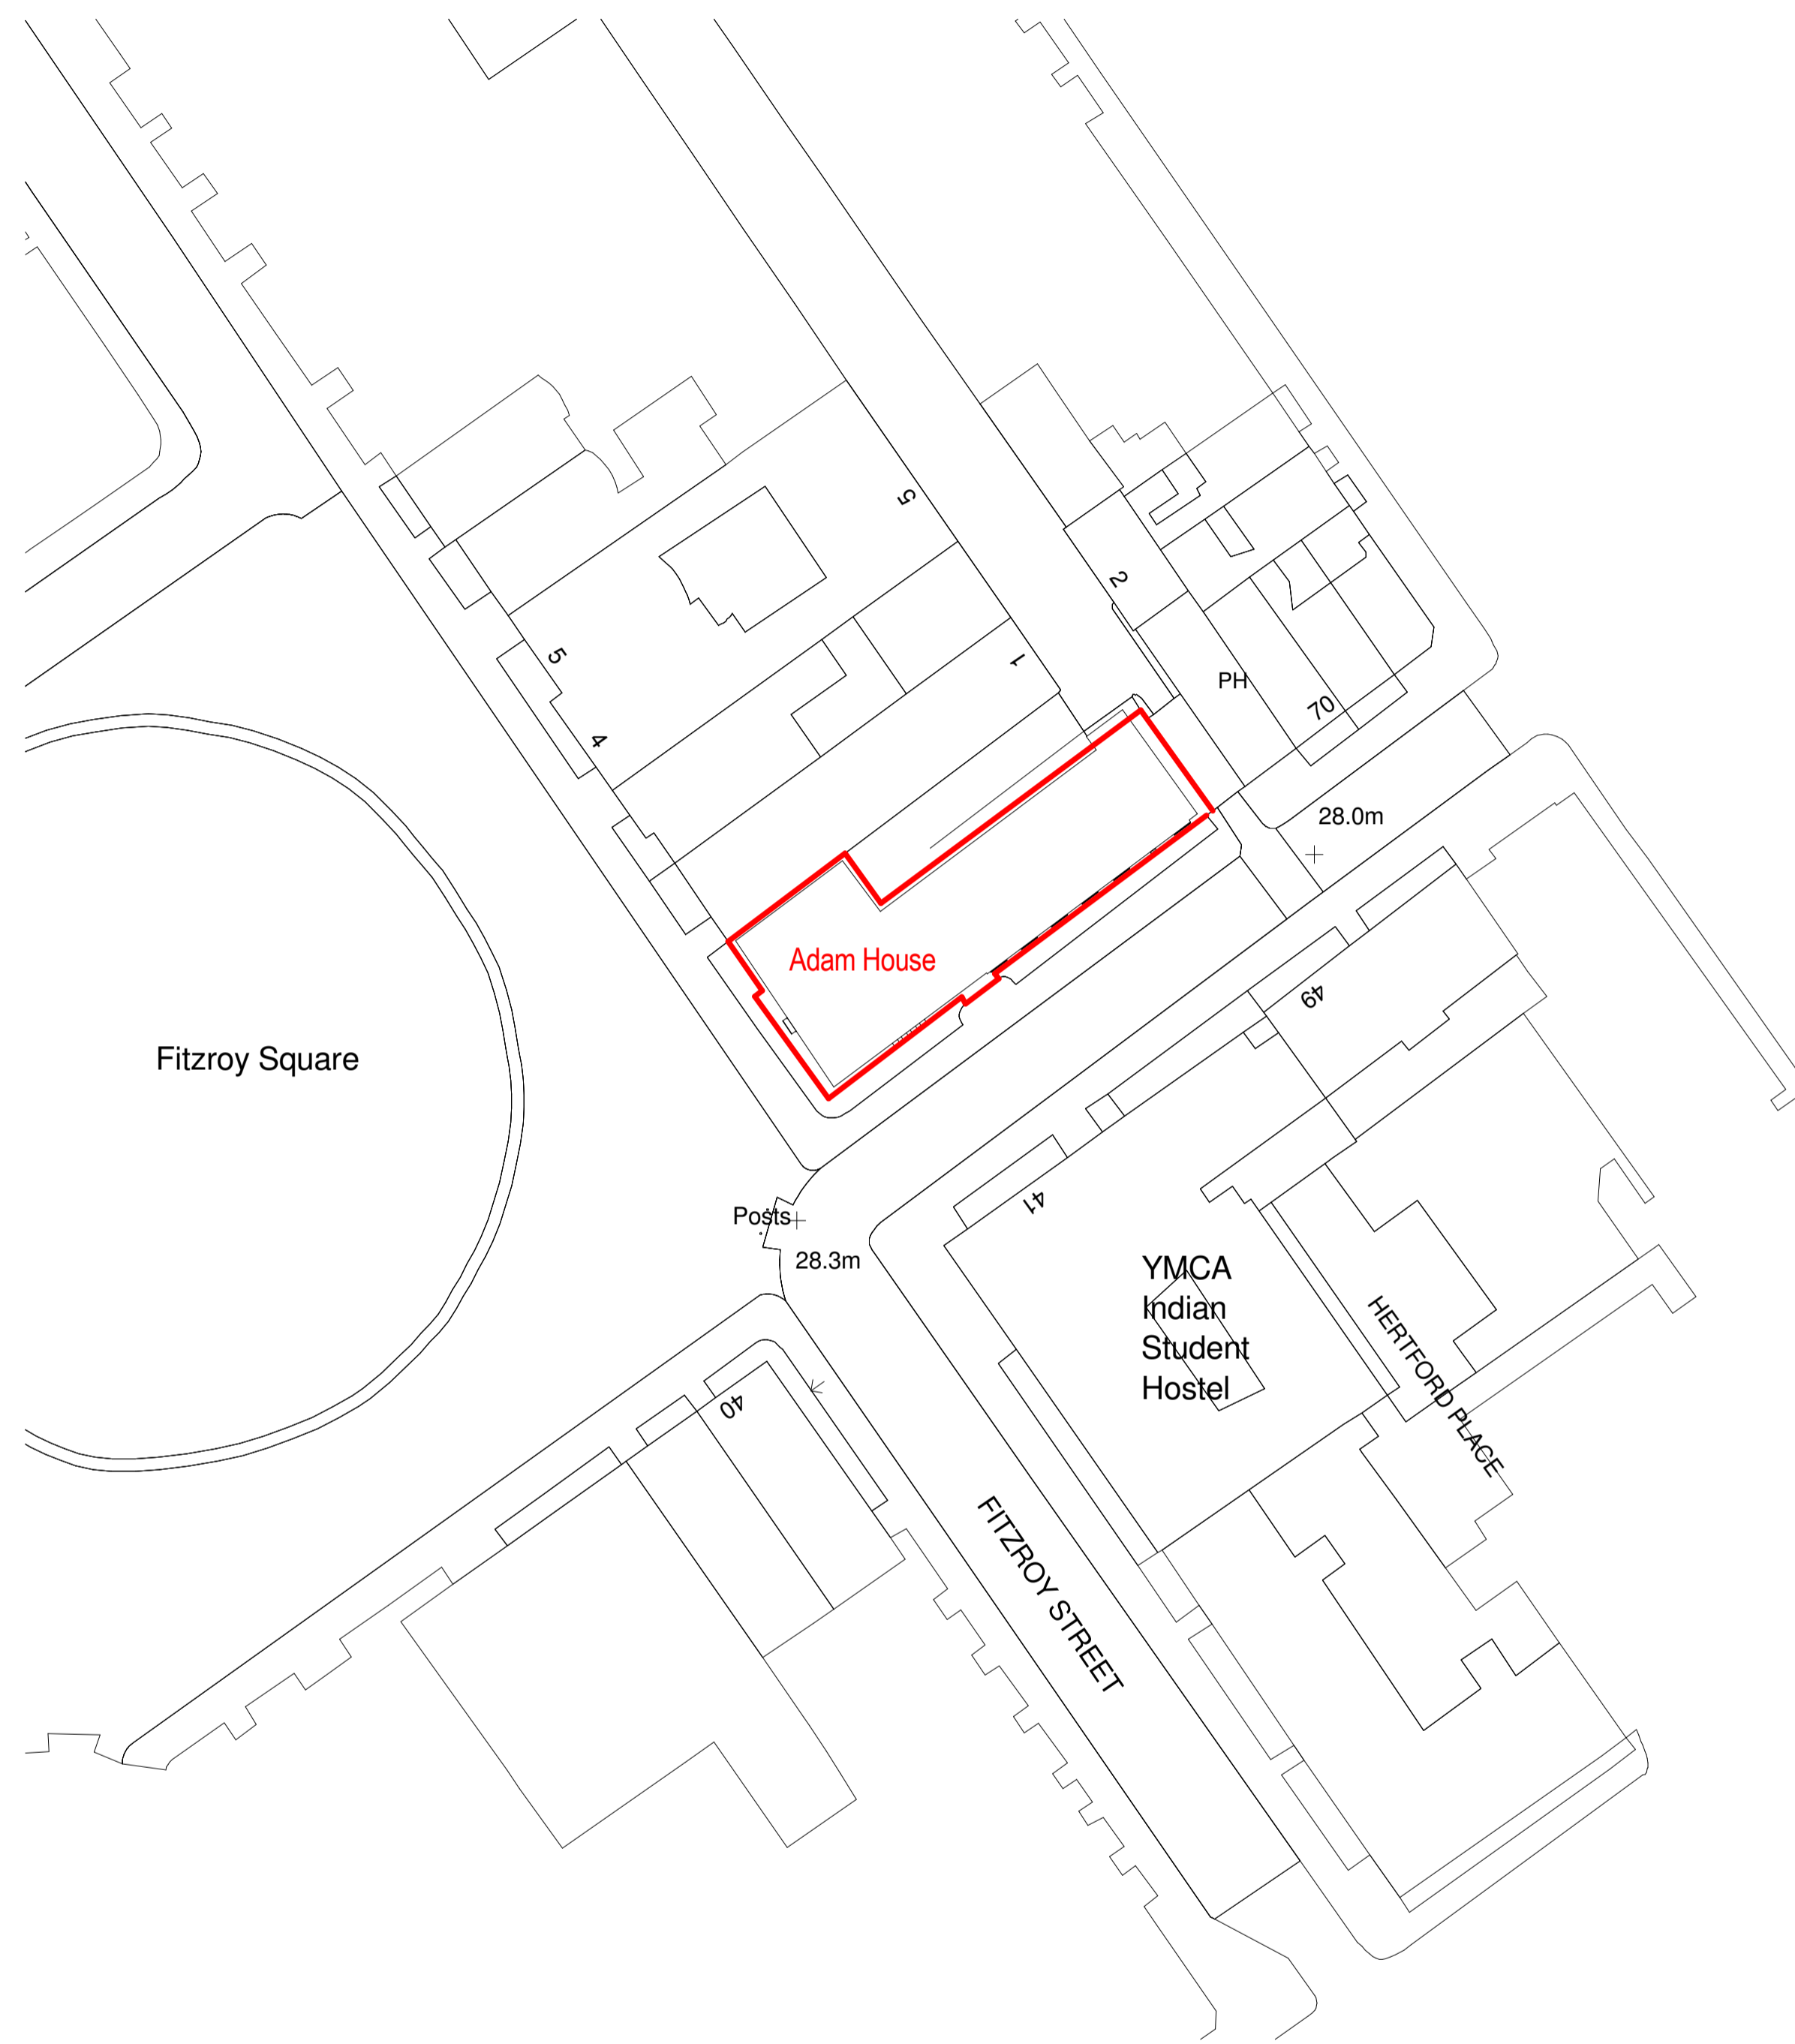 5
2
5
1
PH
70
4
28.0m
Adam House
49
Fitzroy Square
41
Posts
28.3m
YMCA
Indian
Student
Hostel
HERTFORD PLACE
40
FITZROY STREET